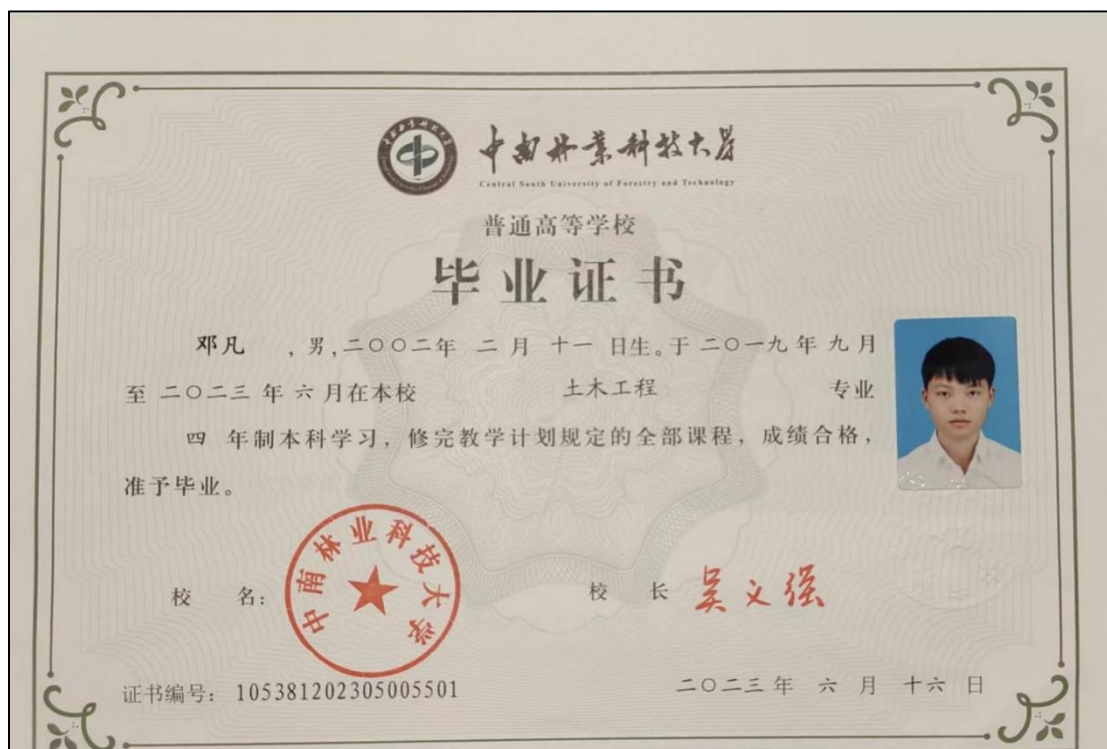 中南林业科技大学
Central South University of Forestry and Technology
普通高等学校
毕业证书
邓凡 ，男，二〇〇二年 二 月 十一 日生。于 二〇一九 年 九 月
至 二〇二三 年 六 月在本校 土木工程 专业
四 年制本科学习，修完教学计划规定的全部课程，成绩合格，
准予毕业。
校 名：
中南林业科技大学
校 长 吴义强
证书编号： 105381202305005501
二〇二三 年 六 月 十六 日